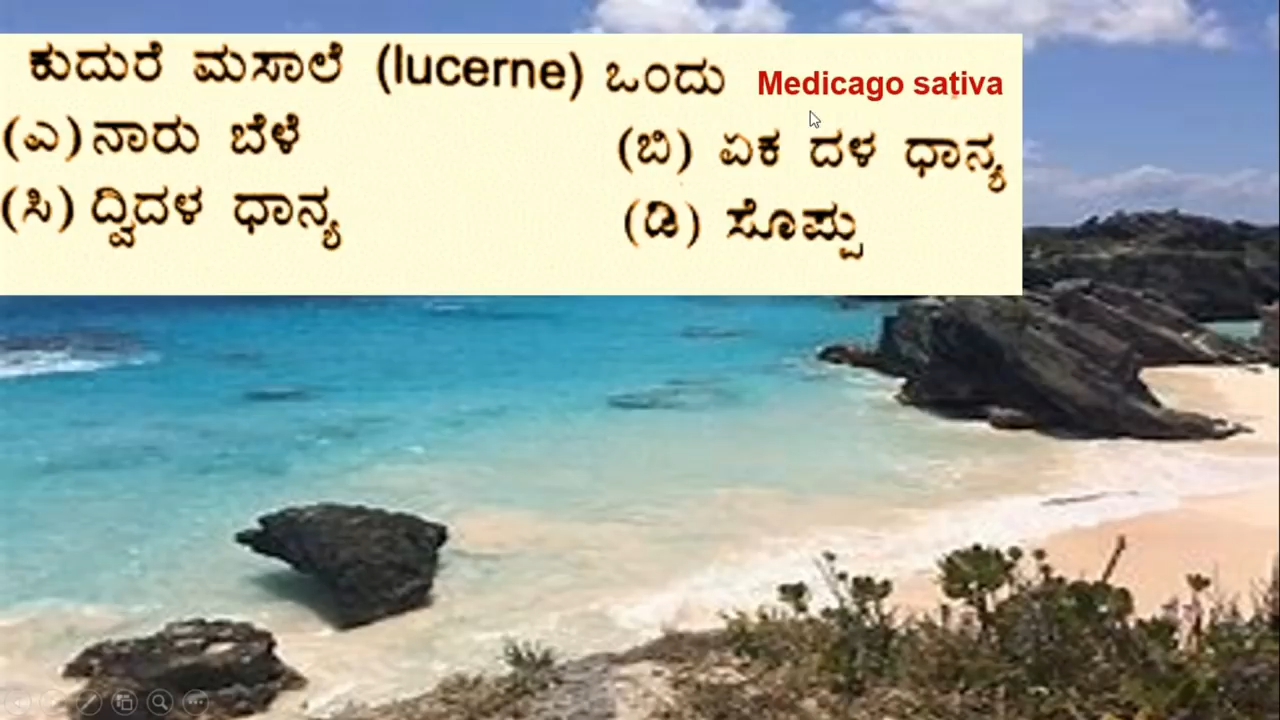 ಕುದುರೆ ಮಸಾಲೆ (lucerne) ಒಂದು Medicago sativa
(ಎ) ನಾರು ಬೆಳೆ (ಬಿ) ಏಕ ದಳ ಧಾನ್ಯ
(ಸಿ) ದ್ವಿದಳ ಧಾನ್ಯ (ಡಿ) ಸೊಪ್ಪು